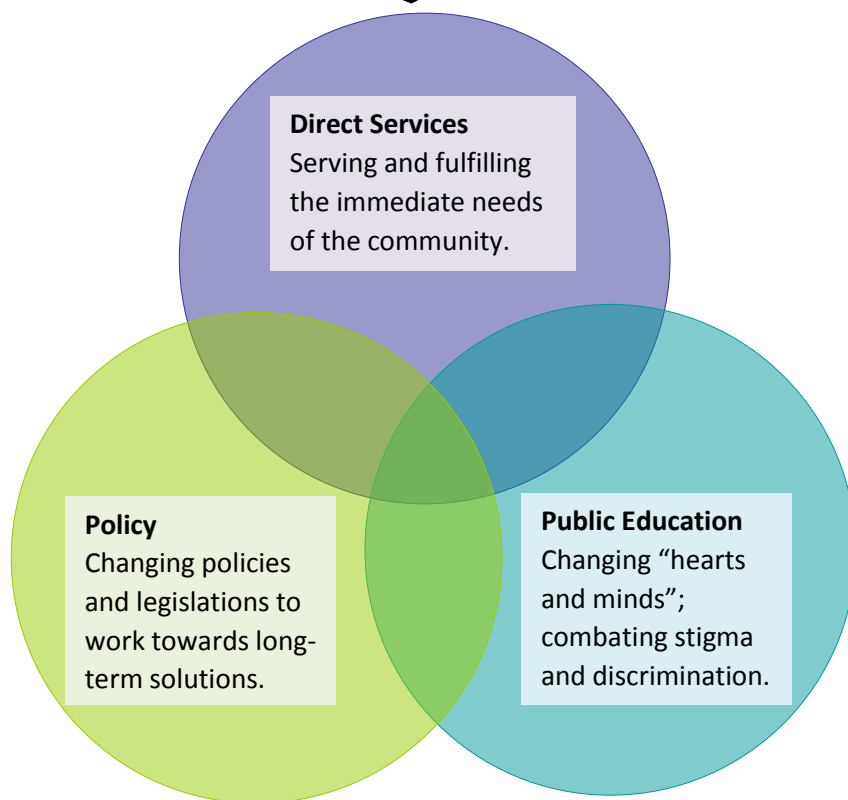 Direct Services
Serving and fulfilling
the immediate needs
of the community.
Policy
Changing policies
and legislations to
work towards long-
term solutions.
Public Education
Changing “hearts
and minds”;
combating stigma
and discrimination.